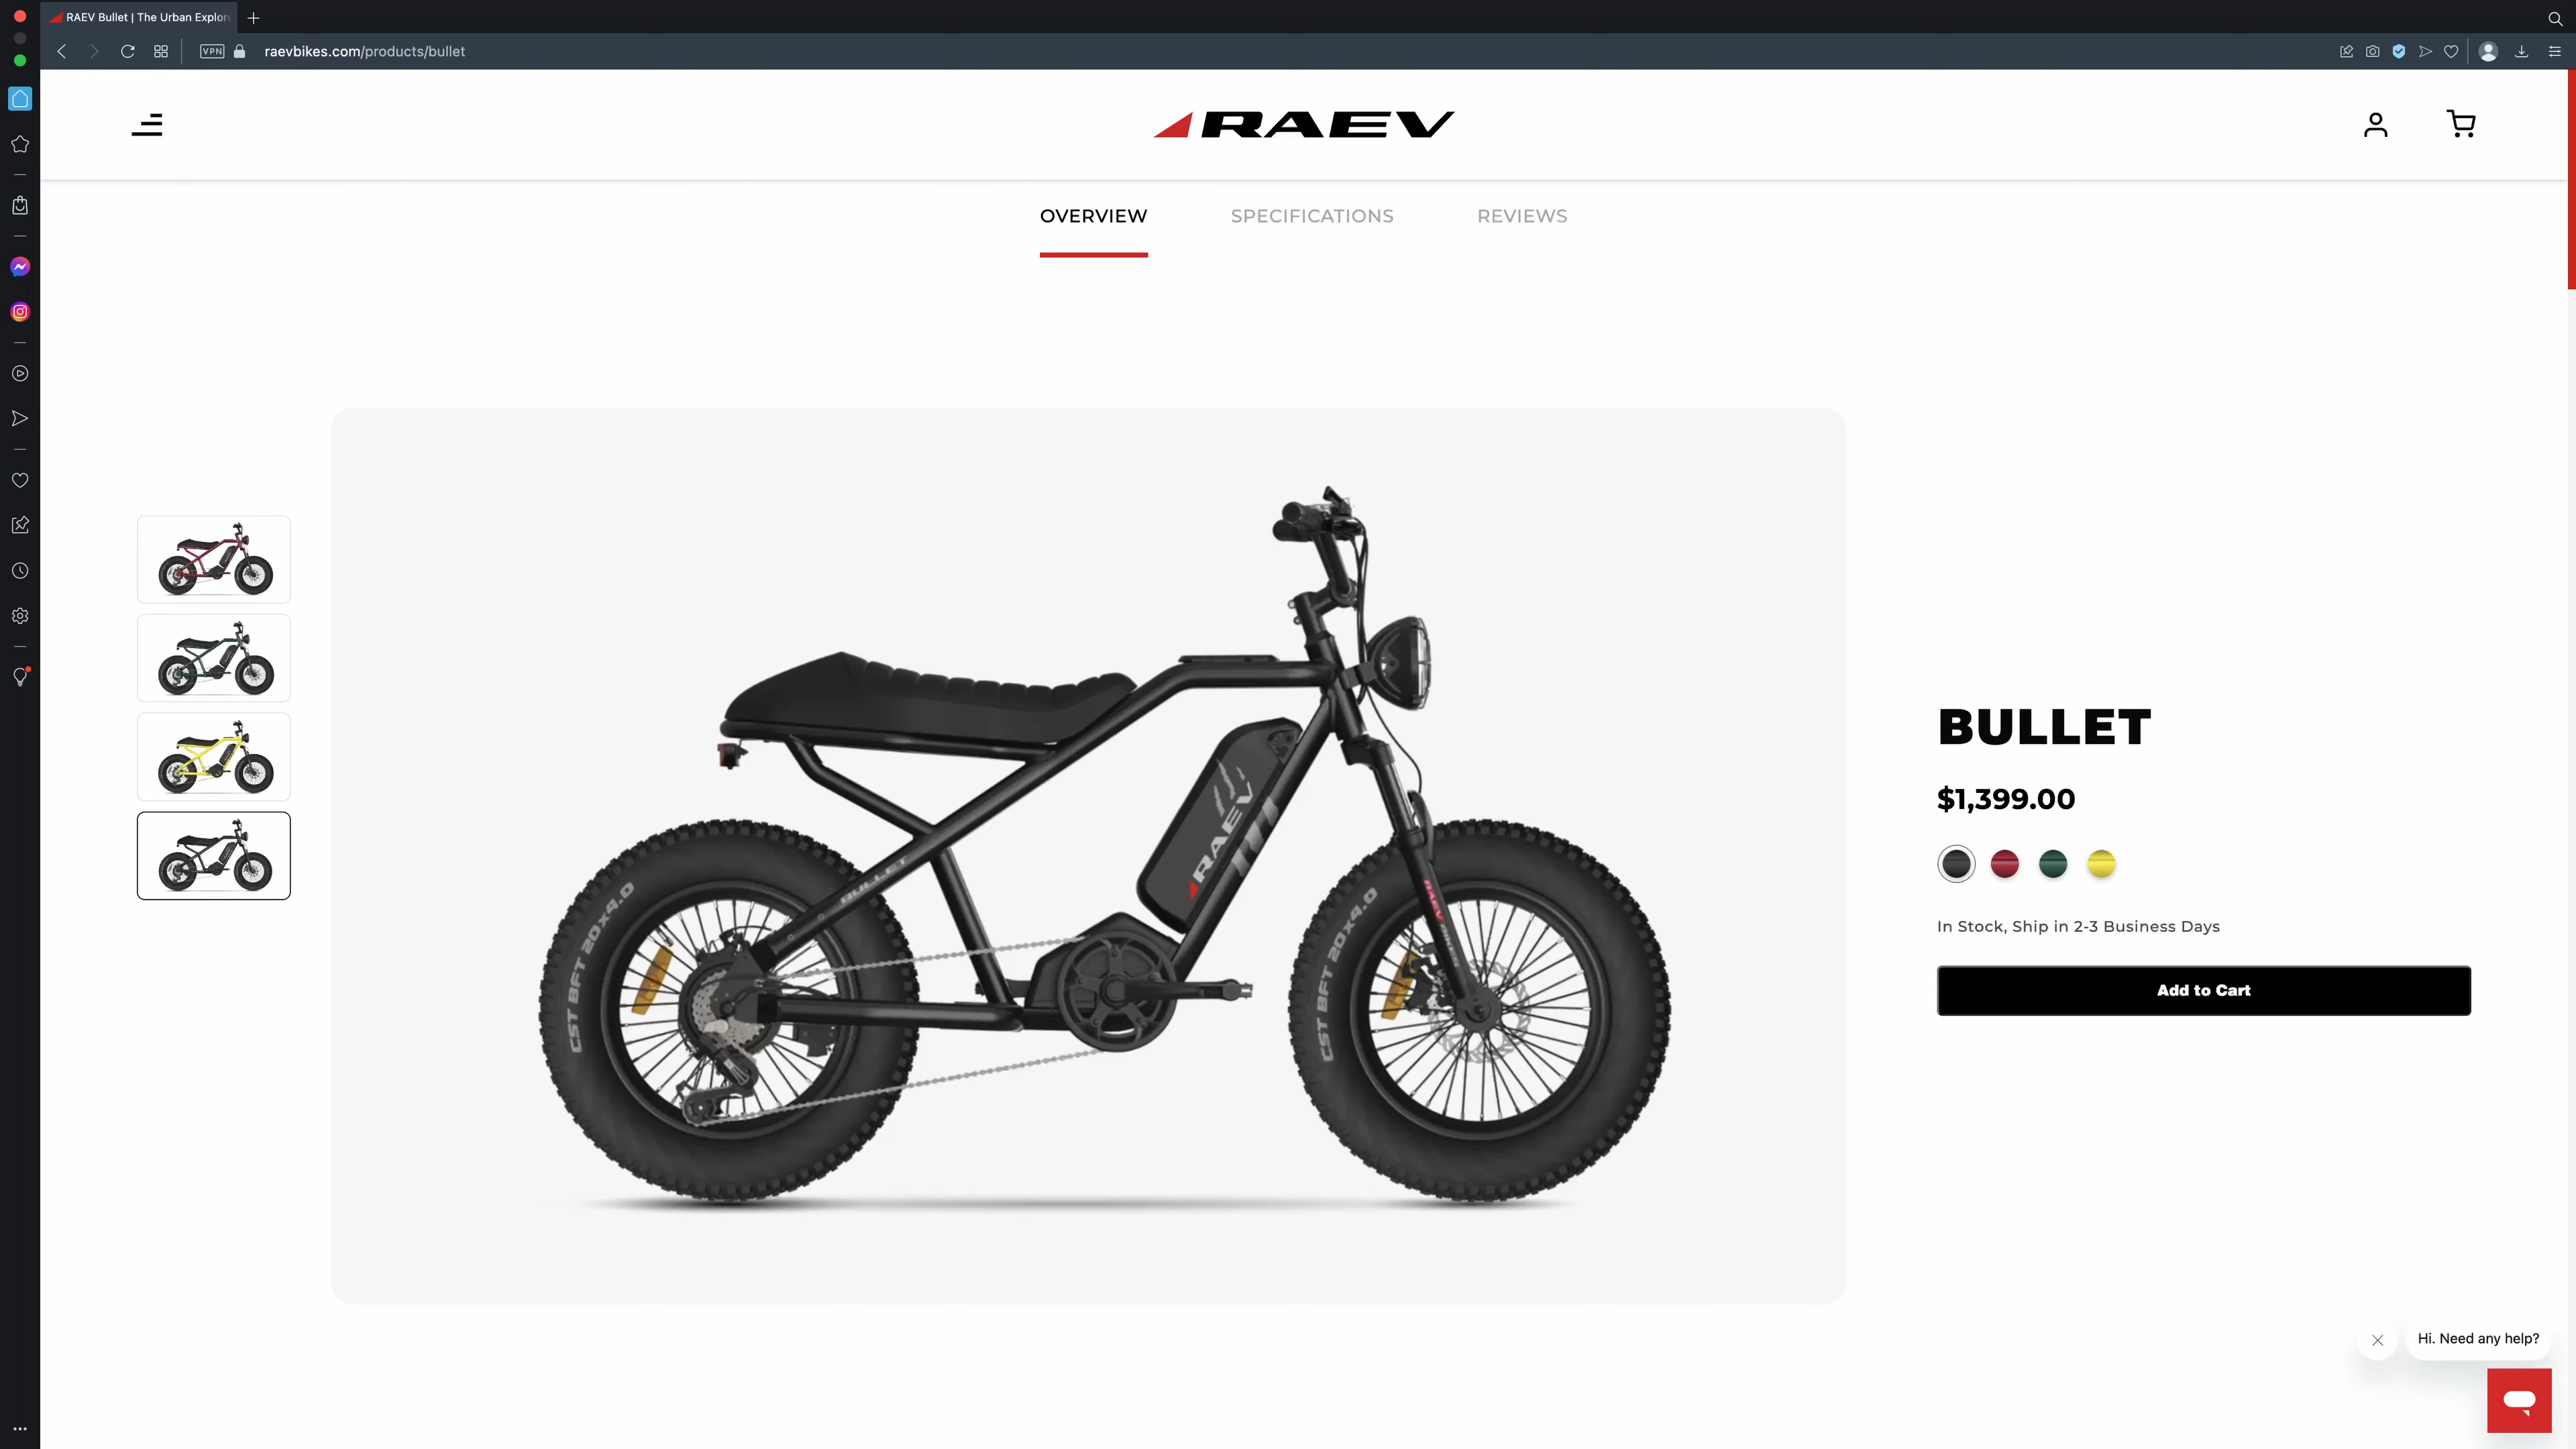 RAEV Bullet | The Urban Explor
VPN
raevbikes.com/products/bullet
RAEV
OVERVIEW
SPECIFICATIONS
REVIEWS
RAEV
BULLET
CST BFT 20x4.0
CST BFT 20x4.0
RAEV BIKES
BULLET
$1,399.00
In Stock, Ship in 2-3 Business Days
Add to Cart
Hi. Need any help?